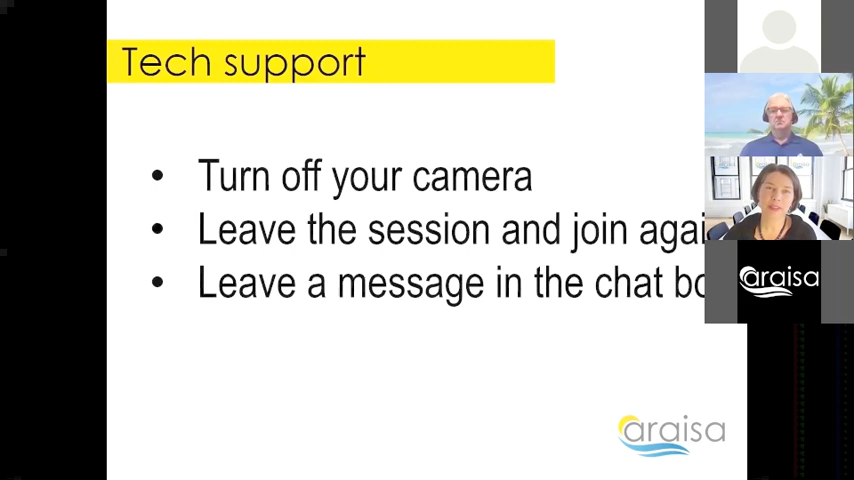 Tech support
• Turn off your camera
• Leave the session and join agai
• Leave a message in the chat bo
araisa
araisa